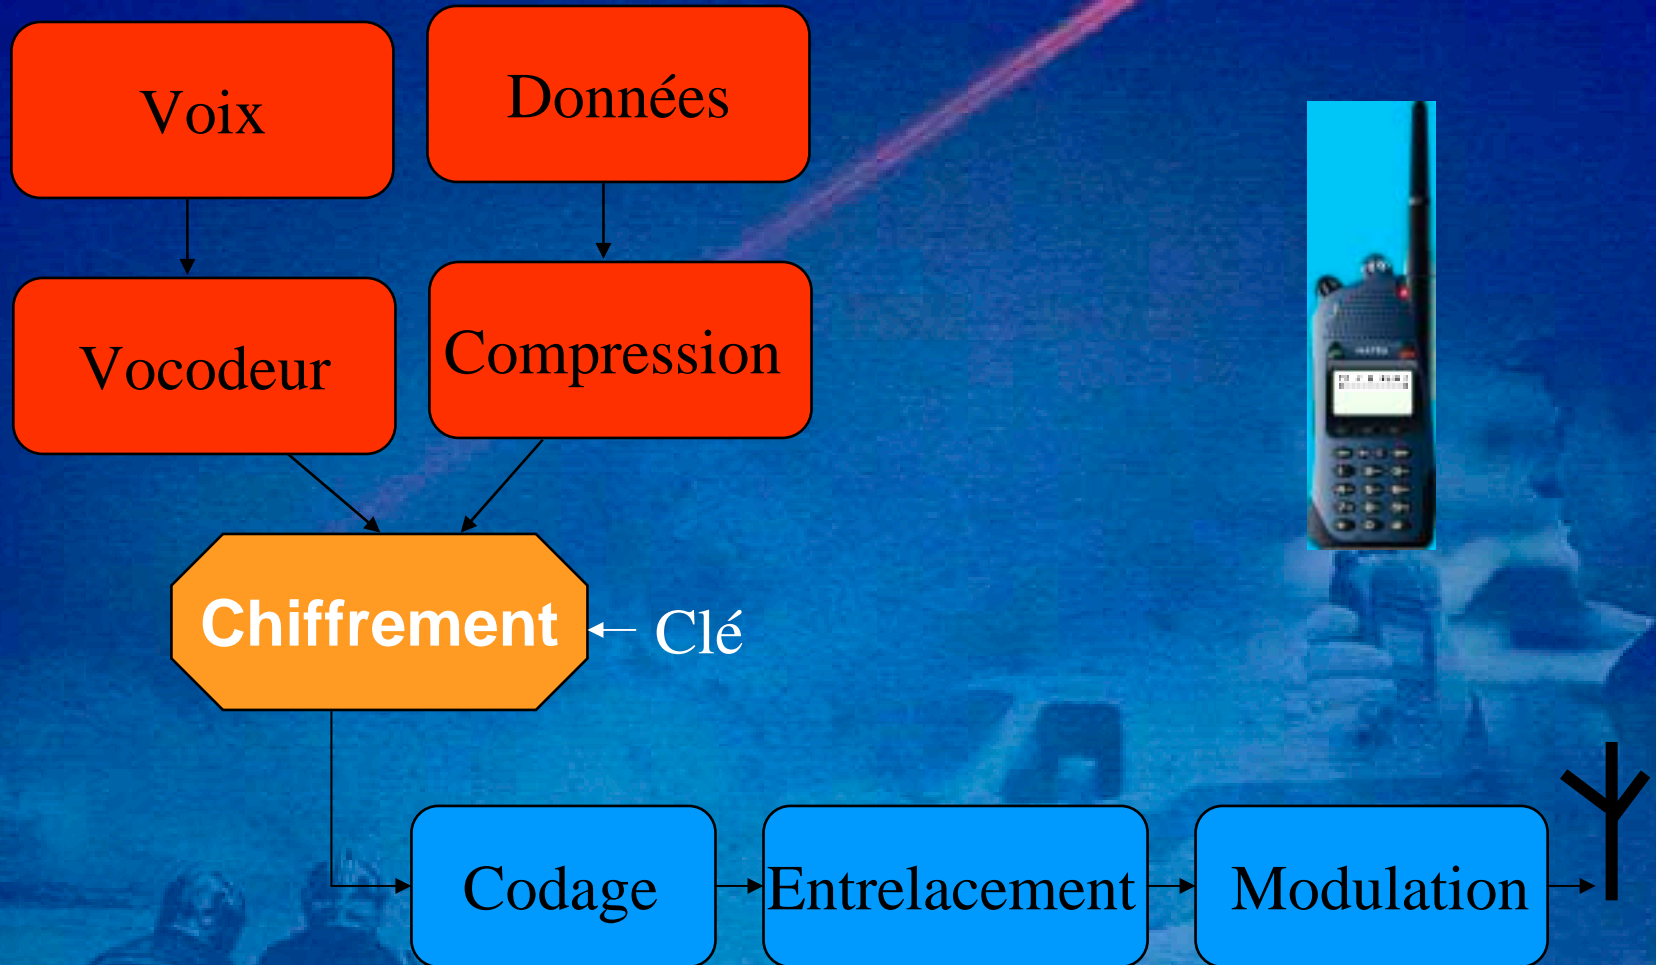 Voix
Données
Vocodeur
Compression
Chiffrement
Clé
Codage
Entrelacement
Modulation